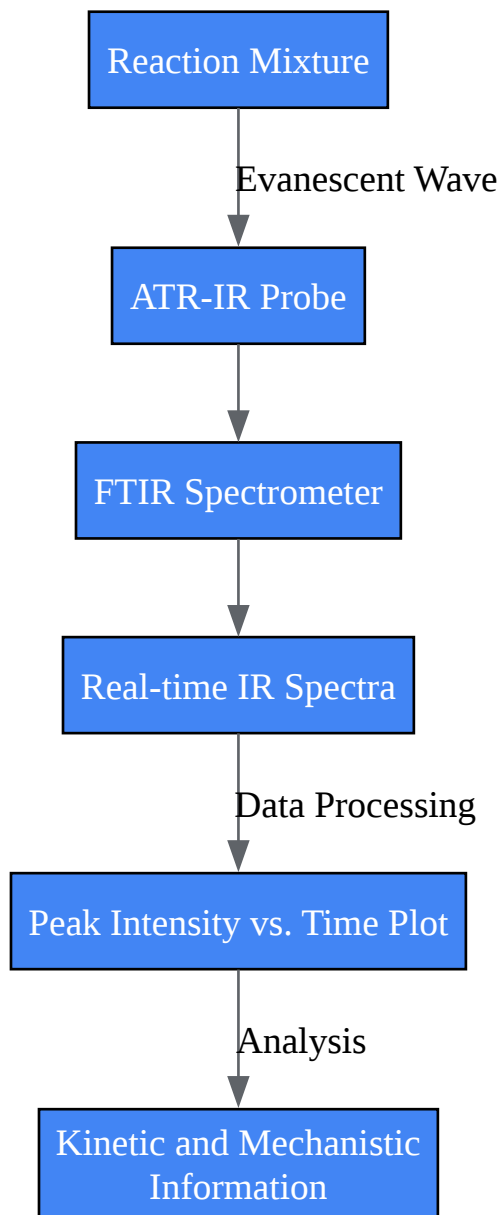 Reaction Mixture
Evanescent Wave
ATR-IR Probe
FTIR Spectrometer
Real-time IR Spectra
Data Processing
Peak Intensity vs. Time Plot
Analysis
Kinetic and Mechanistic
Information